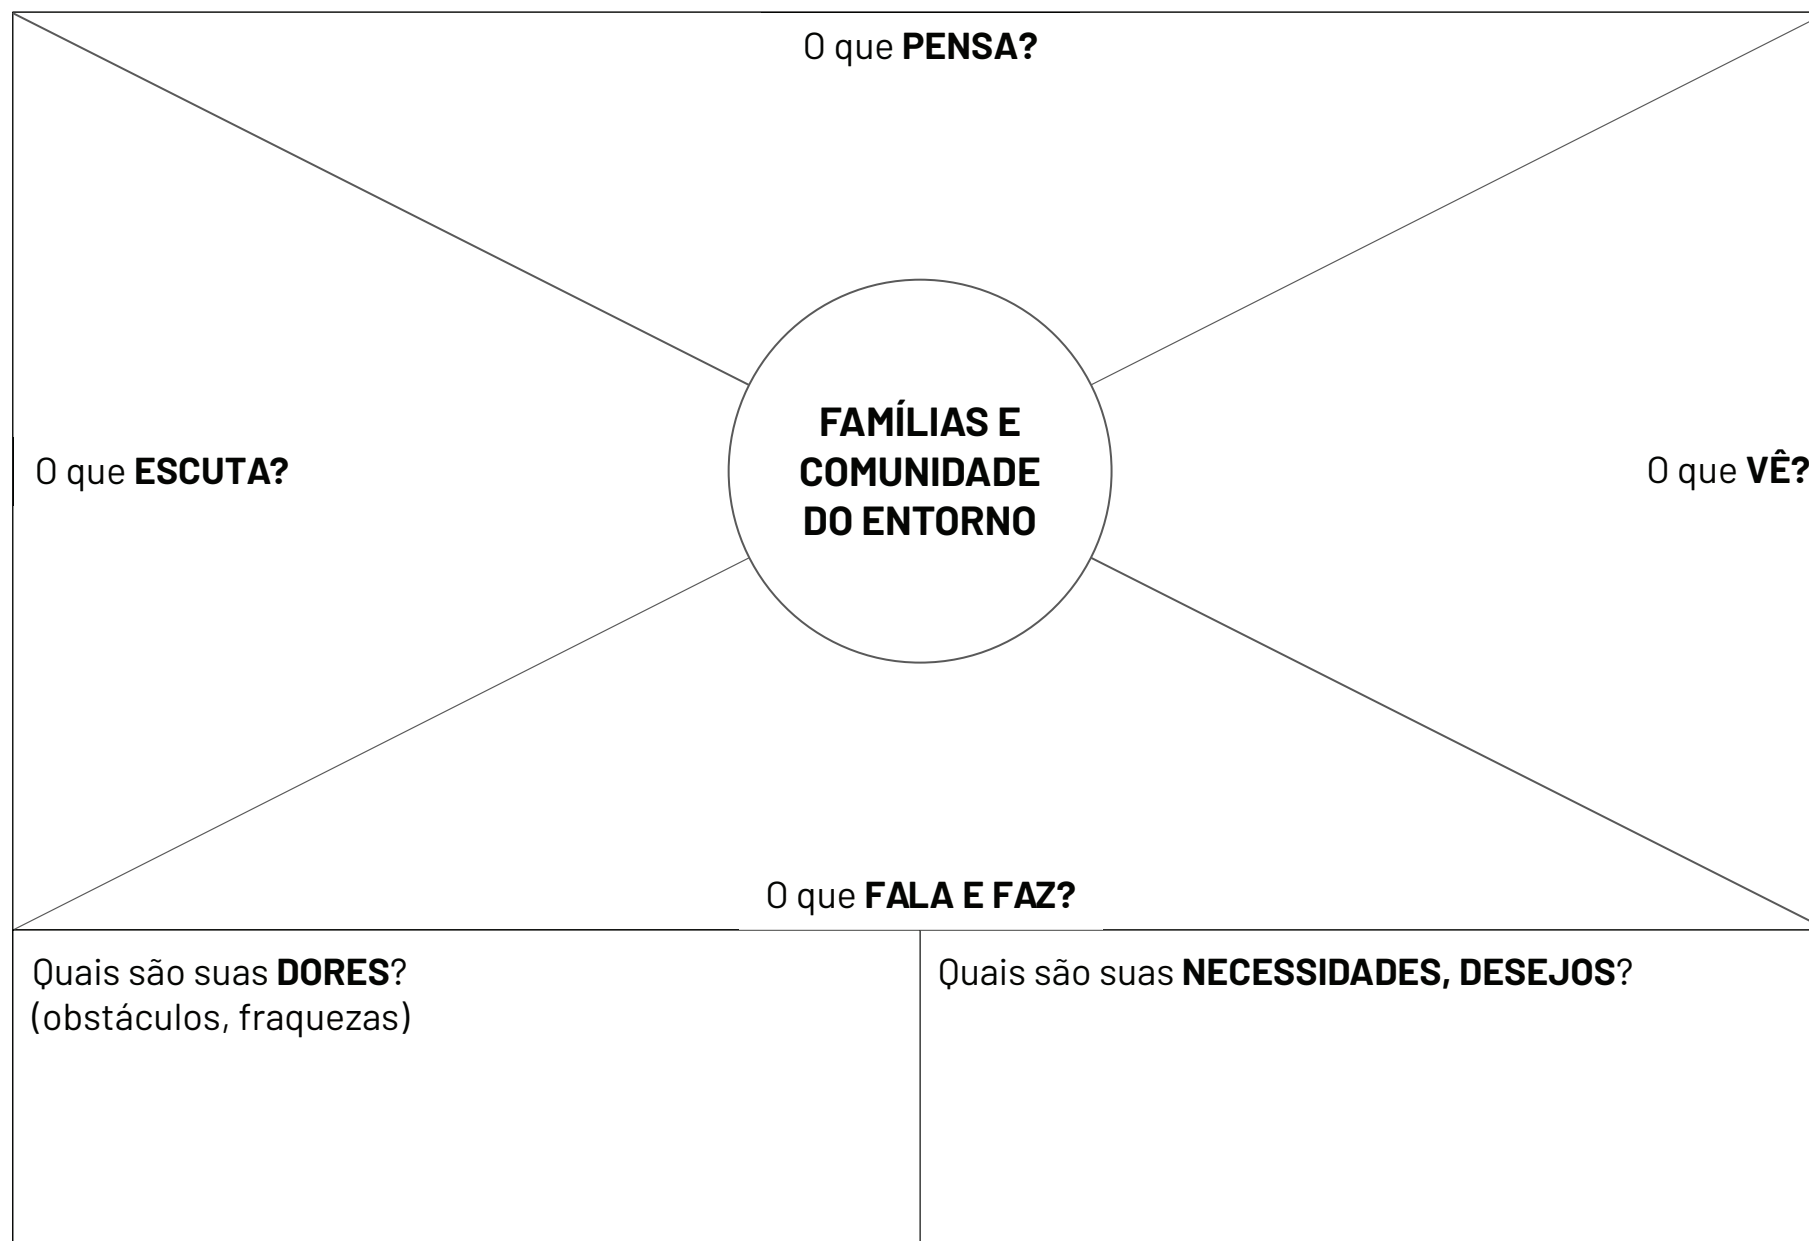 O que PENSA?
O que ESCUTA?
FAMÍLIAS E
COMUNIDADE
DO ENTORNO
O que VÊ?
O que FALA E FAZ?
Quais são suas DORES?
(obstáculos, fraquezas)
Quais são suas NECESSIDADES, DESEJOS?